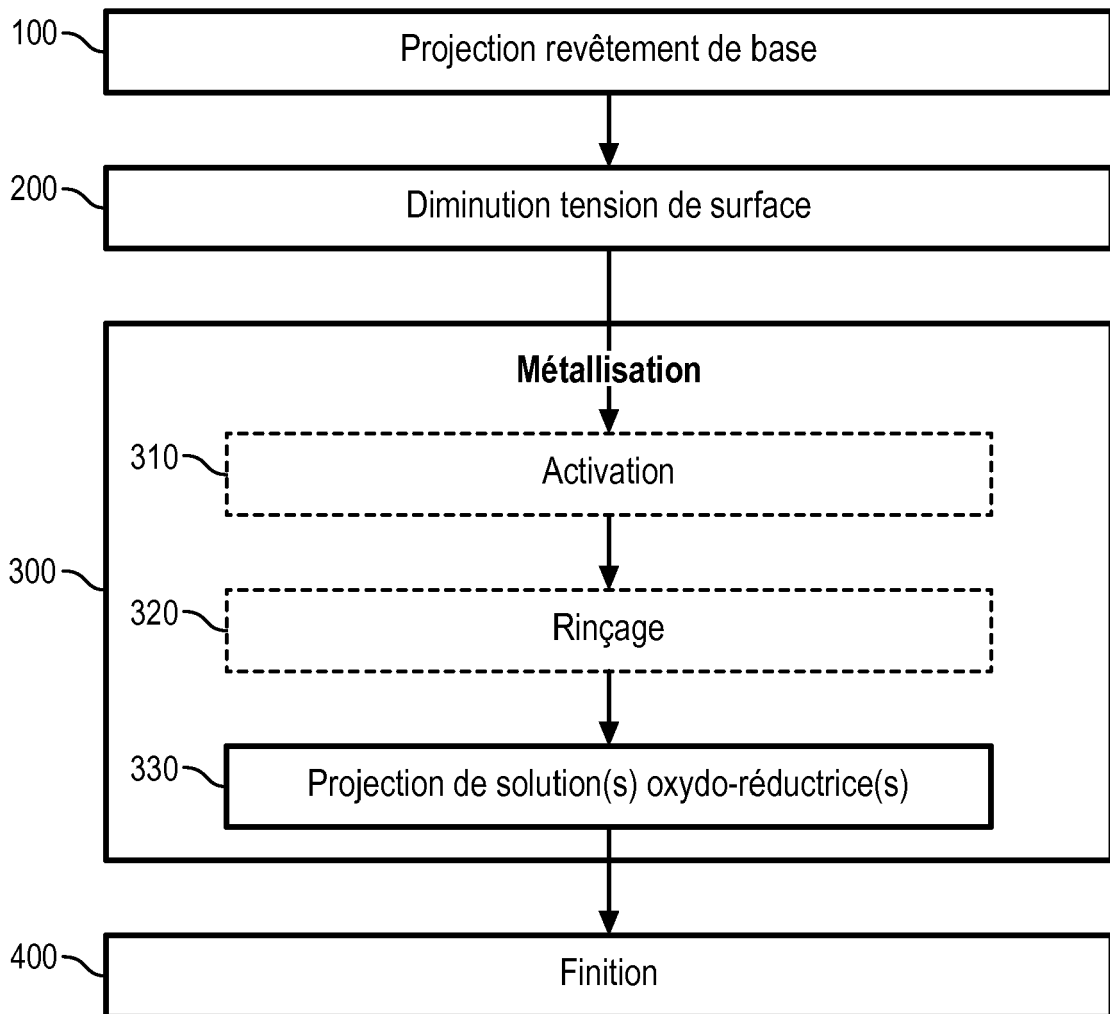 100 Projection revêtement de base
200 Diminution tension de surface
Métallisation
310 Activation
300
320 Rinçage
330 Projection de solution(s) oxydo-réductrice(s)
400 Finition